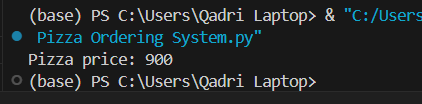 (base) PS C:\Users\Qadri Laptop> & "C:/Users
Pizza Ordering System.py"
Pizza price: 900
(base) PS C:\Users\Qadri Laptop>